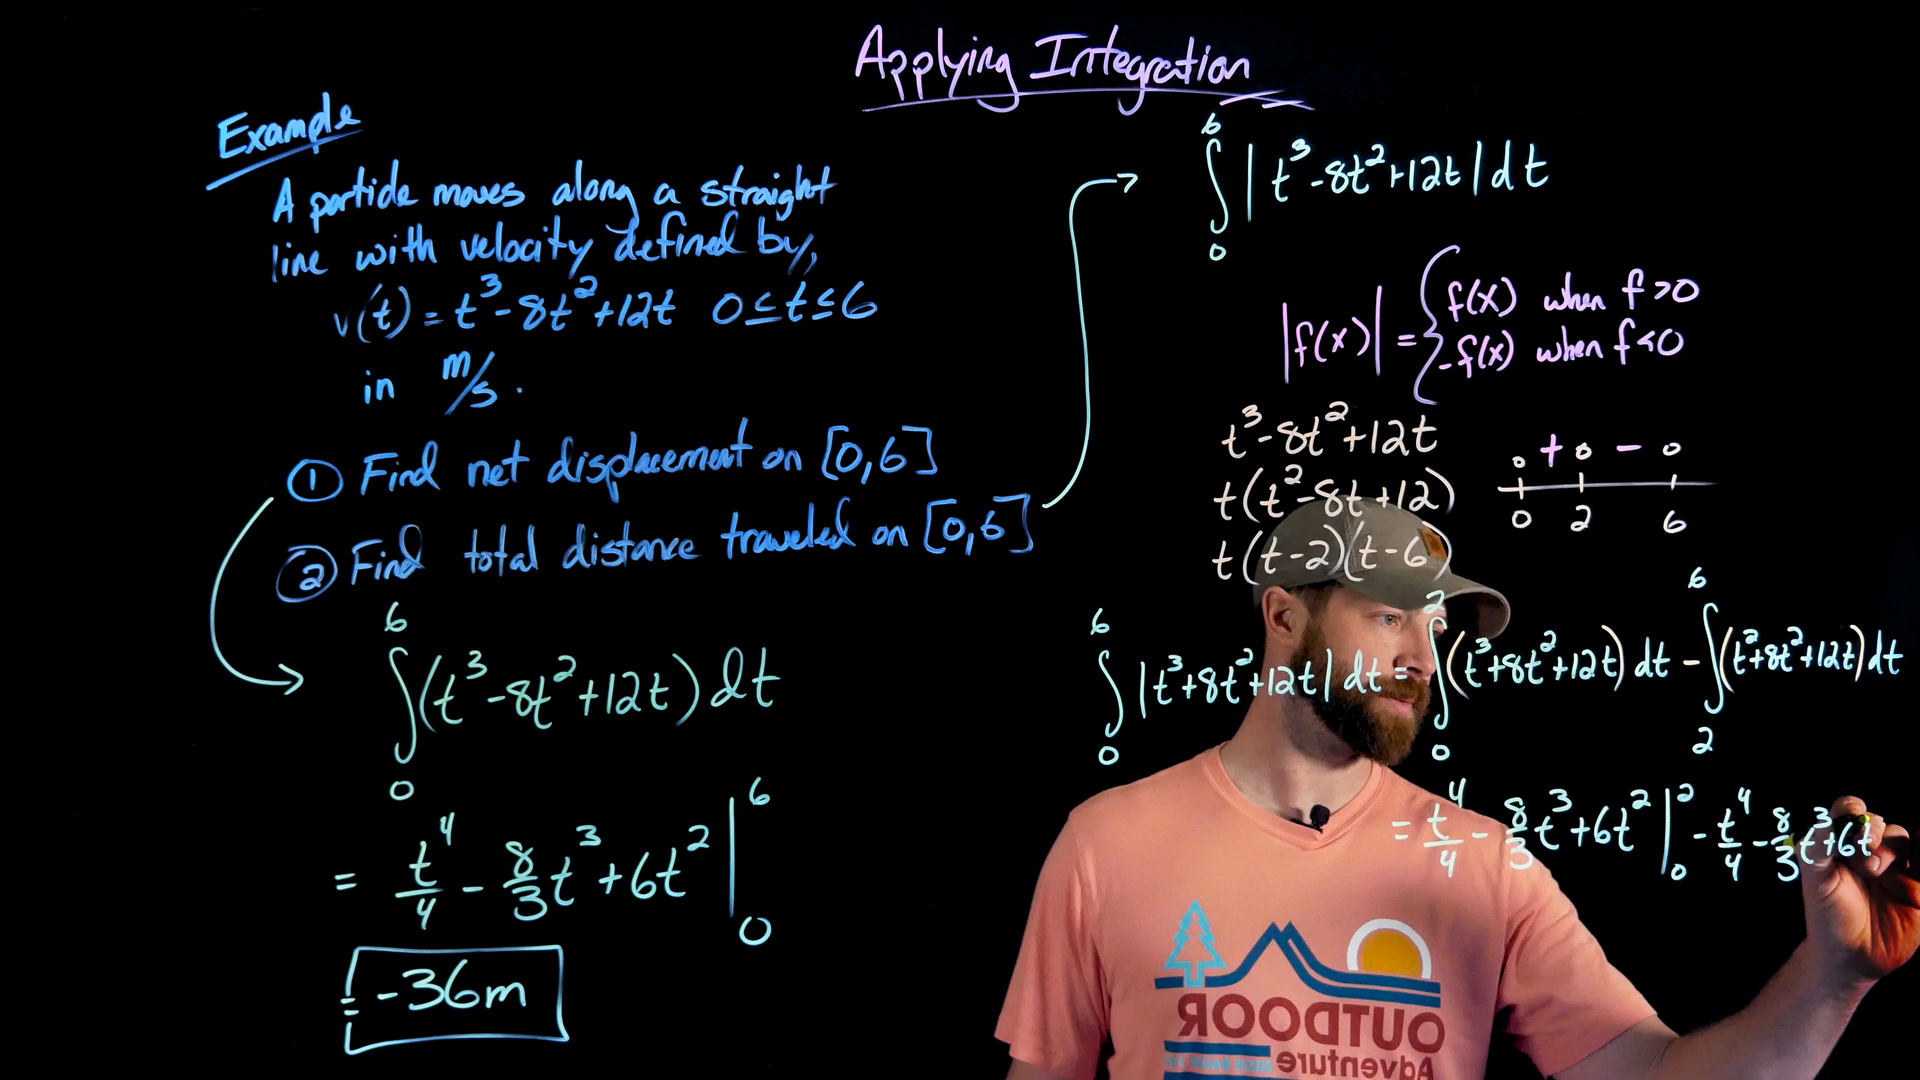 Applying Integration
Example
A particle moves along a straight
line with velocity defined by,
v(t) = t³-8t²+12t 0≤t≤6
in m/s.
① Find net displacement on [0,6]
② Find total distance traveled on [0,6]
∫₀⁶ (t³-8t²+12t) dt
= t⁴/4 - 8/3 t³ + 6t² |₀⁶
= -36m
∫₀⁶ |t³-8t²+12t| dt
|f(x)| = { f(x) when f>0
-f(x) when f<0
t³-8t²+12t
t(t²-8t+12)
t(t-2)(t-6)
0 + 0 - 0
0 2 6
∫₀⁶ |t³+8t²+12t| dt = ∫₀² (t³+8t²+12t) dt - ∫₂⁶ (t²+8t²+12t) dt
= t⁴/4 - 8/3 t³ + 6t² |₀² - t⁴/4 - 8/3 t³ + 6t
OUTDOOR
Adventure